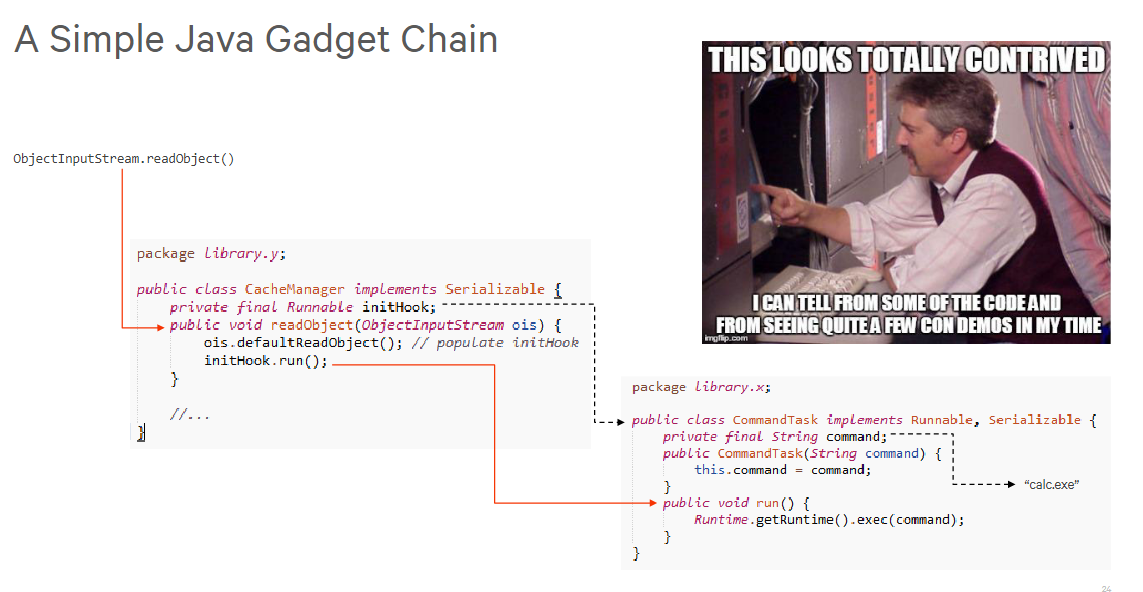 A Simple Java Gadget Chain
THIS LOOKS TOTALLY CONTRIVED
I CAN TELL FROM SOME OF THE CODE AND
FROM SEEING QUITE A FEW CON DEMOS IN MY TIME
imgflip.com
ObjectInputStream.readObject()
package library.y;
public class CacheManager implements Serializable {
private final Runnable initHook;
public void readObject(ObjectInputStream ois) {
ois.defaultReadObject(); // populate initHook
initHook.run();
}
//...
}
package library.x;
public class CommandTask implements Runnable, Serializable {
private final String command;
public CommandTask(String command) {
this.command = command;
}
public void run() {
Runtime.getRuntime().exec(command);
}
}
“calc.exe”
24